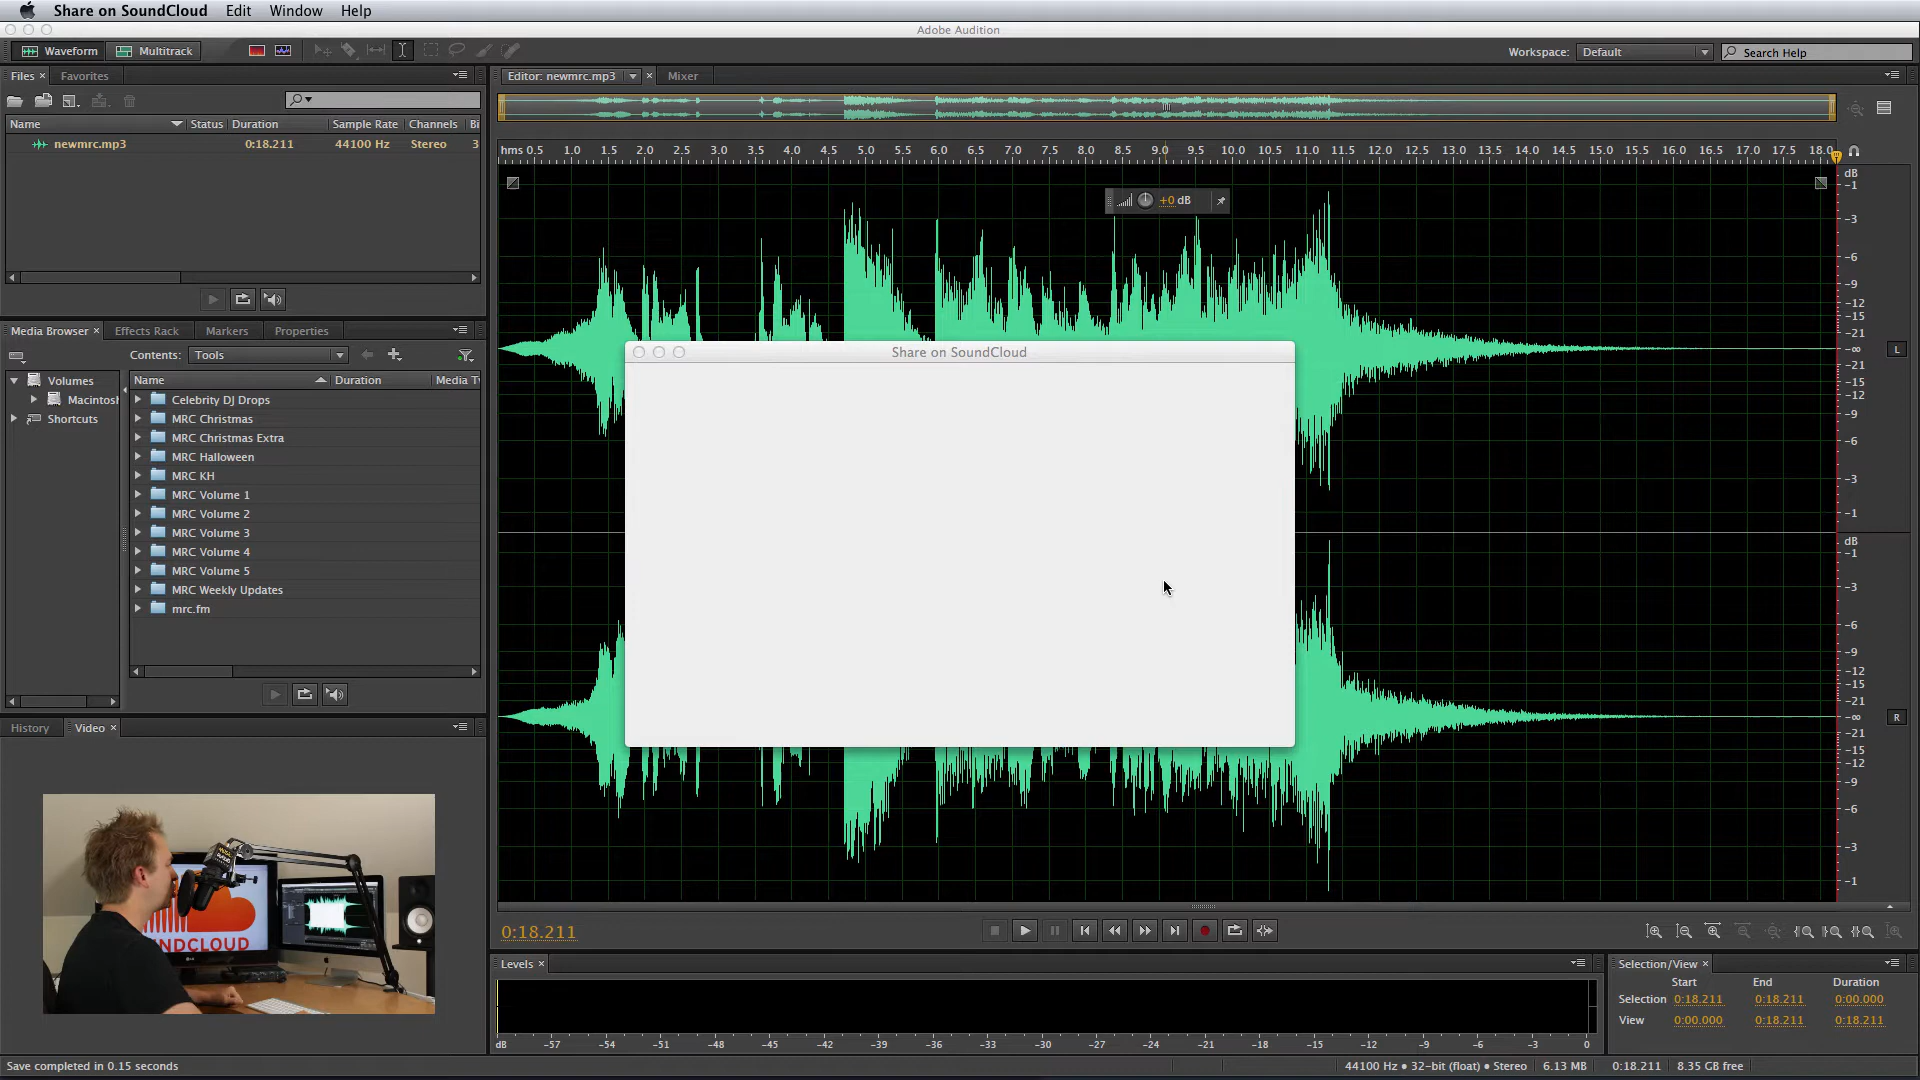 Share on SoundCloud Edit Window Help
Adobe Audition
Waveform Multitrack Workspace: Default Search Help
Files Favorites
Name Status Duration Sample Rate Channels Bi
newmrc.mp3 0:18.211 44100 Hz Stereo 3
Editor: newmrc.mp3 Mixer
hms 0.5 1.0 1.5 2.0 2.5 3.0 3.5 4.0 4.5 5.0 5.5 6.0 6.5 7.0 7.5 8.0 8.5 9.0 9.5 10.0 10.5 11.0 11.5 12.0 12.5 13.0 13.5 14.0 14.5 15.0 15.5 16.0 16.5 17.0 17.5 18.0
+0 dB
dB
-1
-3
-6
-9
-12
-15
-21
-∞ L
-21
-15
-12
-9
-6
-3
-1
dB
-1
-3
-6
-9
-12
-15
-21
-∞ R
-21
-15
-12
-9
-6
-3
-1
Share on SoundCloud
Media Browser Effects Rack Markers Properties
Contents: Tools
Volumes
Macintosh
Shortcuts
Name Duration Media T
Celebrity DJ Drops
MRC Christmas
MRC Christmas Extra
MRC Halloween
MRC KH
MRC Volume 1
MRC Volume 2
MRC Volume 3
MRC Volume 4
MRC Volume 5
MRC Weekly Updates
mrc.fm
History Video
OUNDCLOUD
LG
0:18.211
Levels
dB -57 -54 -51 -48 -45 -42 -39 -36 -33 -30 -27 -24 -21 -18 -15 -12 -9 -6 -3 0
Selection/View
Start End Duration
Selection 0:18.211 0:18.211 0:00.000
View 0:00.000 0:18.211 0:18.211
Save completed in 0.15 seconds
44100 Hz • 32-bit (float) • Stereo 6.13 MB 0:18.211 8.35 GB free